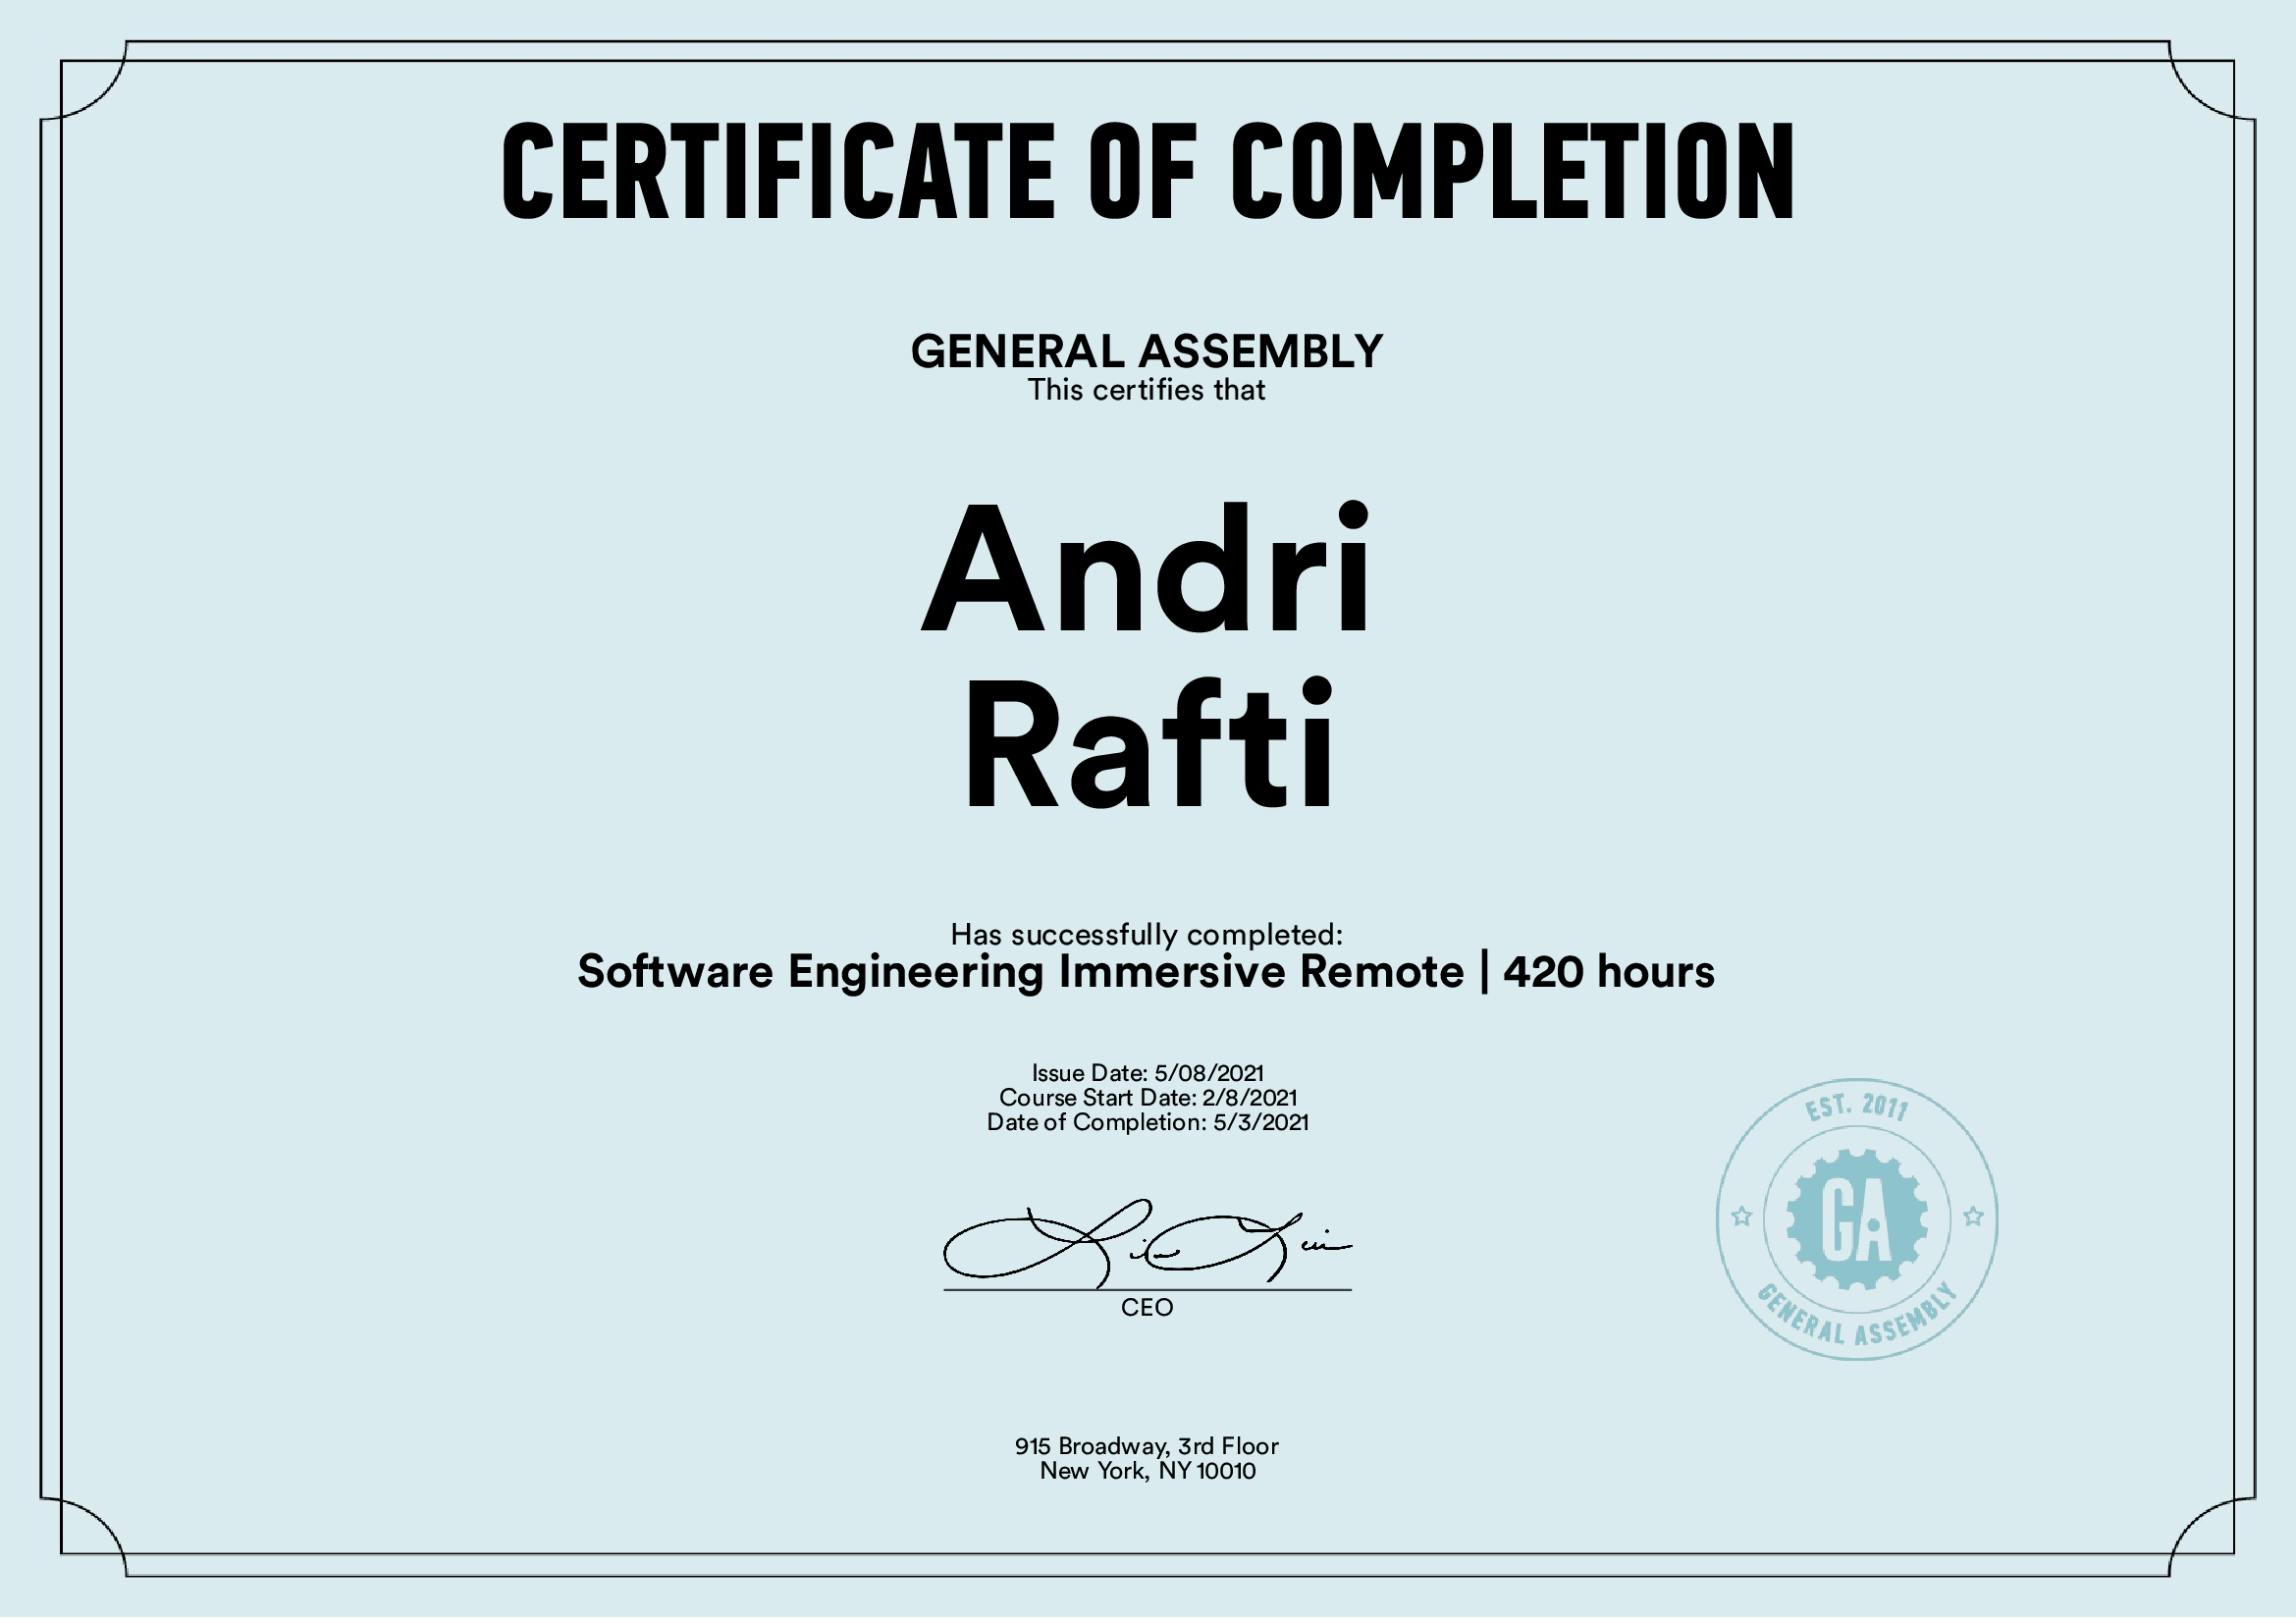 CERTIFICATE OF COMPLETION
GENERAL ASSEMBLY
This certifies that
Andri
Rafti
Has successfully completed:
Software Engineering Immersive Remote | 420 hours
Issue Date: 5/08/2021
Course Start Date: 2/8/2021
Date of Completion: 5/3/2021
CEO
EST. 2011
GA
GENERAL ASSEMBLY
915 Broadway, 3rd Floor
New York, NY 10010